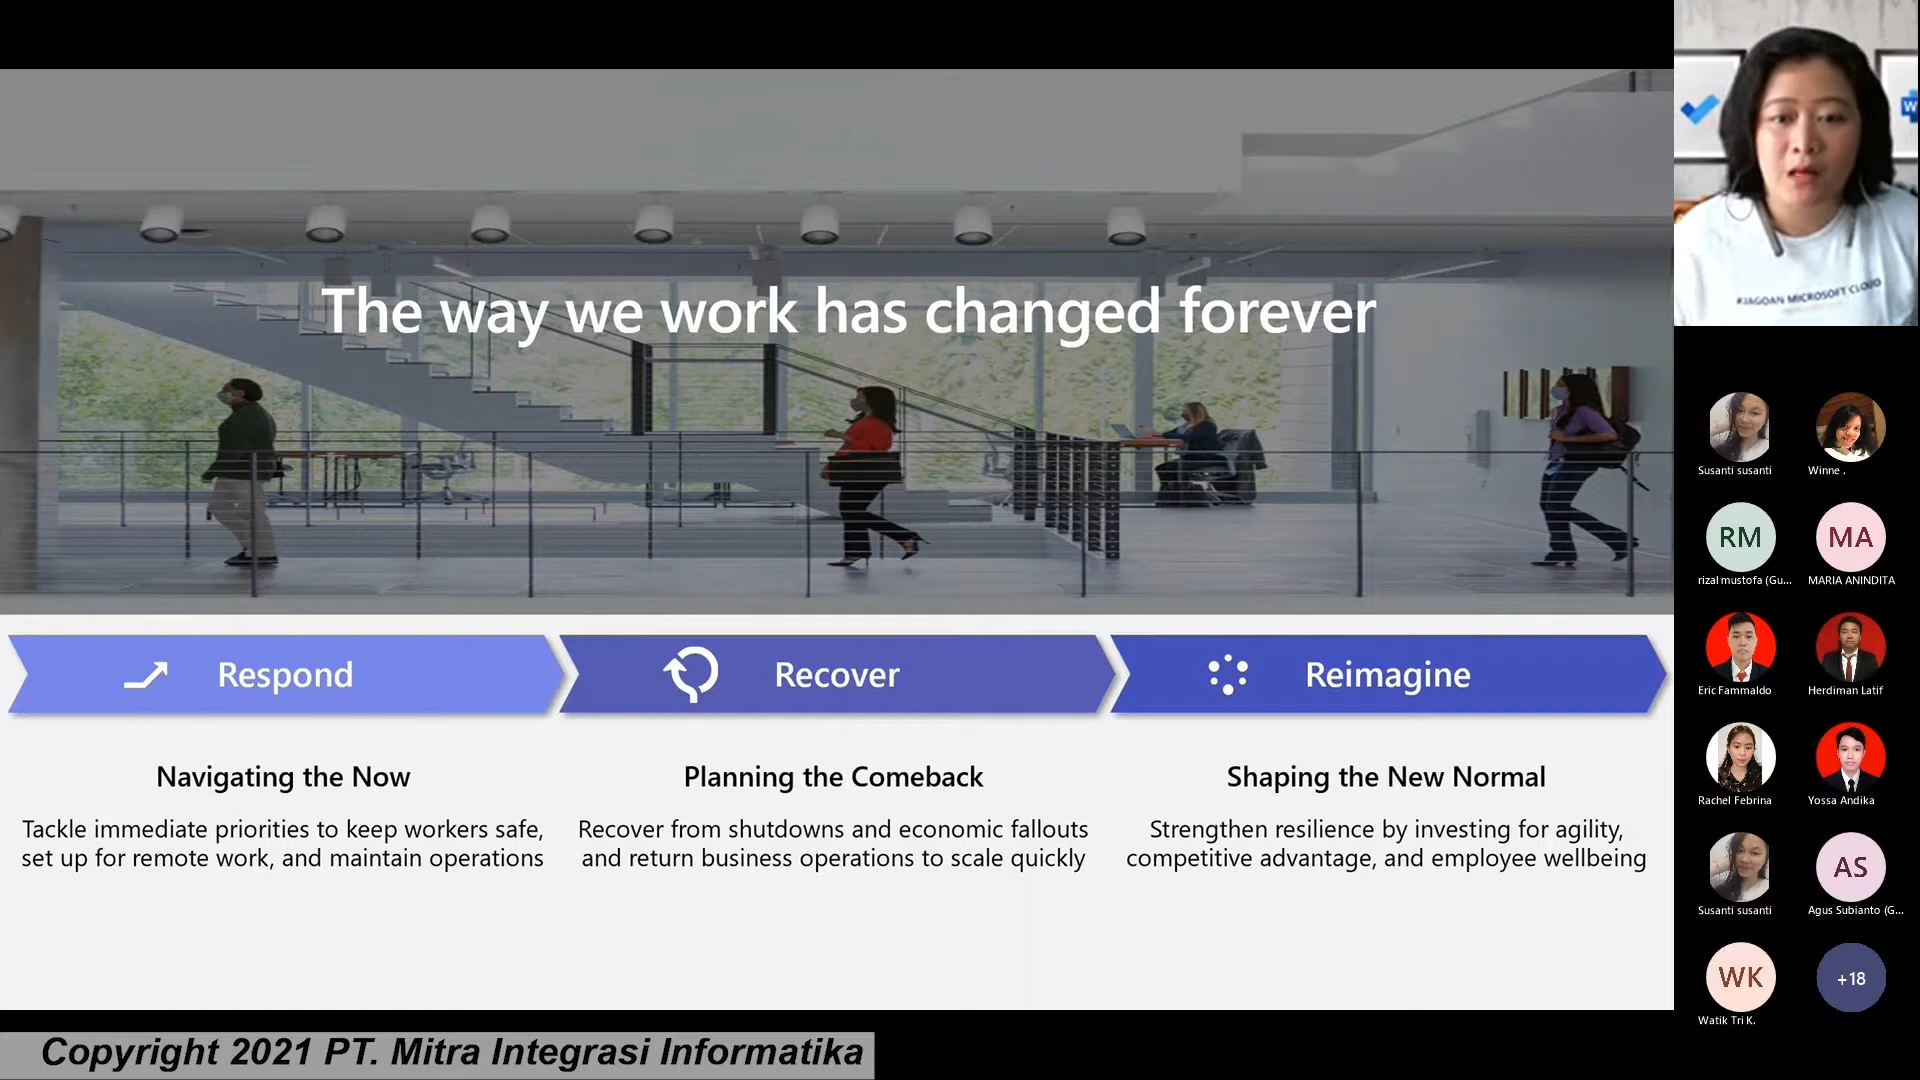 The way we work has changed forever
Respond
Recover
Reimagine
Navigating the Now
Tackle immediate priorities to keep workers safe,
set up for remote work, and maintain operations
Planning the Comeback
Recover from shutdowns and economic fallouts
and return business operations to scale quickly
Shaping the New Normal
Strengthen resilience by investing for agility,
competitive advantage, and employee wellbeing
Copyright 2021 PT. Mitra Integrasi Informatika
W
#JAGOAN MICROSOFT CLOUD
Susanti susanti
Winne .
RM
rizal mustofa (Gu...
MA
MARIA ANINDITA
Eric Fammaldo
Herdiman Latif
Rachel Febrina
Yossa Andika
Susanti susanti
AS
Agus Subianto (G...
WK
Watik Tri K.
+18